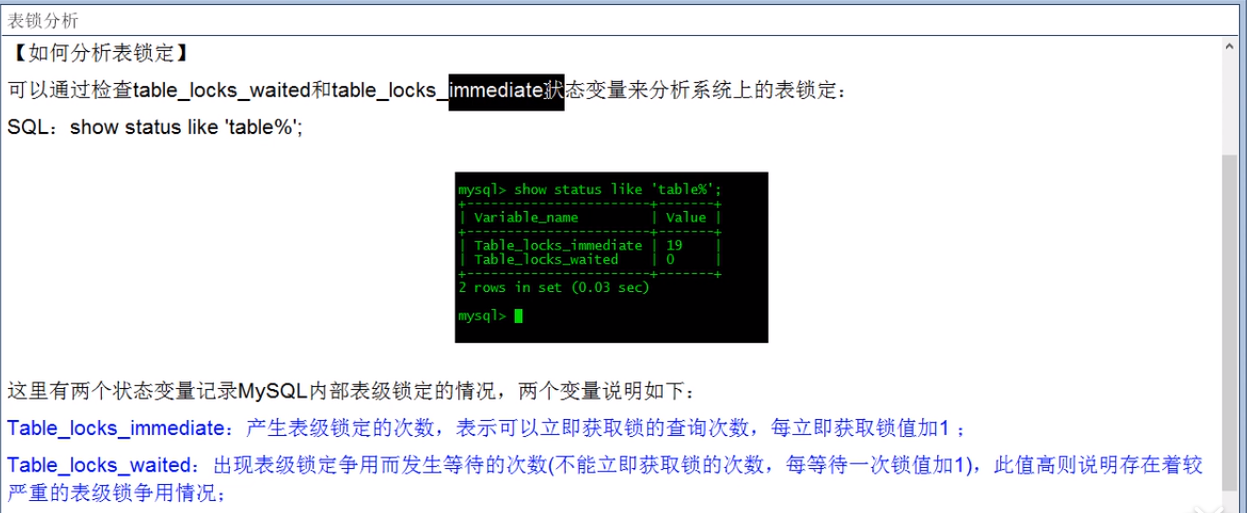 表锁分析
【如何分析表锁定】
可以通过检查table_locks_waited和table_locks_immediate状态变量来分析系统上的表锁定：
SQL：show status like 'table%';
mysql> show status like 'table%';
+-----------------------+-------+
| Variable_name         | Value |
+-----------------------+-------+
| Table_locks_immediate | 19    |
| Table_locks_waited    | 0     |
+-----------------------+-------+
2 rows in set (0.03 sec)
mysql>
这里有两个状态变量记录MySQL内部表级锁定的情况，两个变量说明如下：
Table_locks_immediate：产生表级锁定的次数，表示可以立即获取锁的查询次数，每立即获取锁值加1 ；
Table_locks_waited：出现表级锁定争用而发生等待的次数(不能立即获取锁的次数，每等待一次锁值加1)，此值高则说明存在着较
严重的表级锁争用情况；